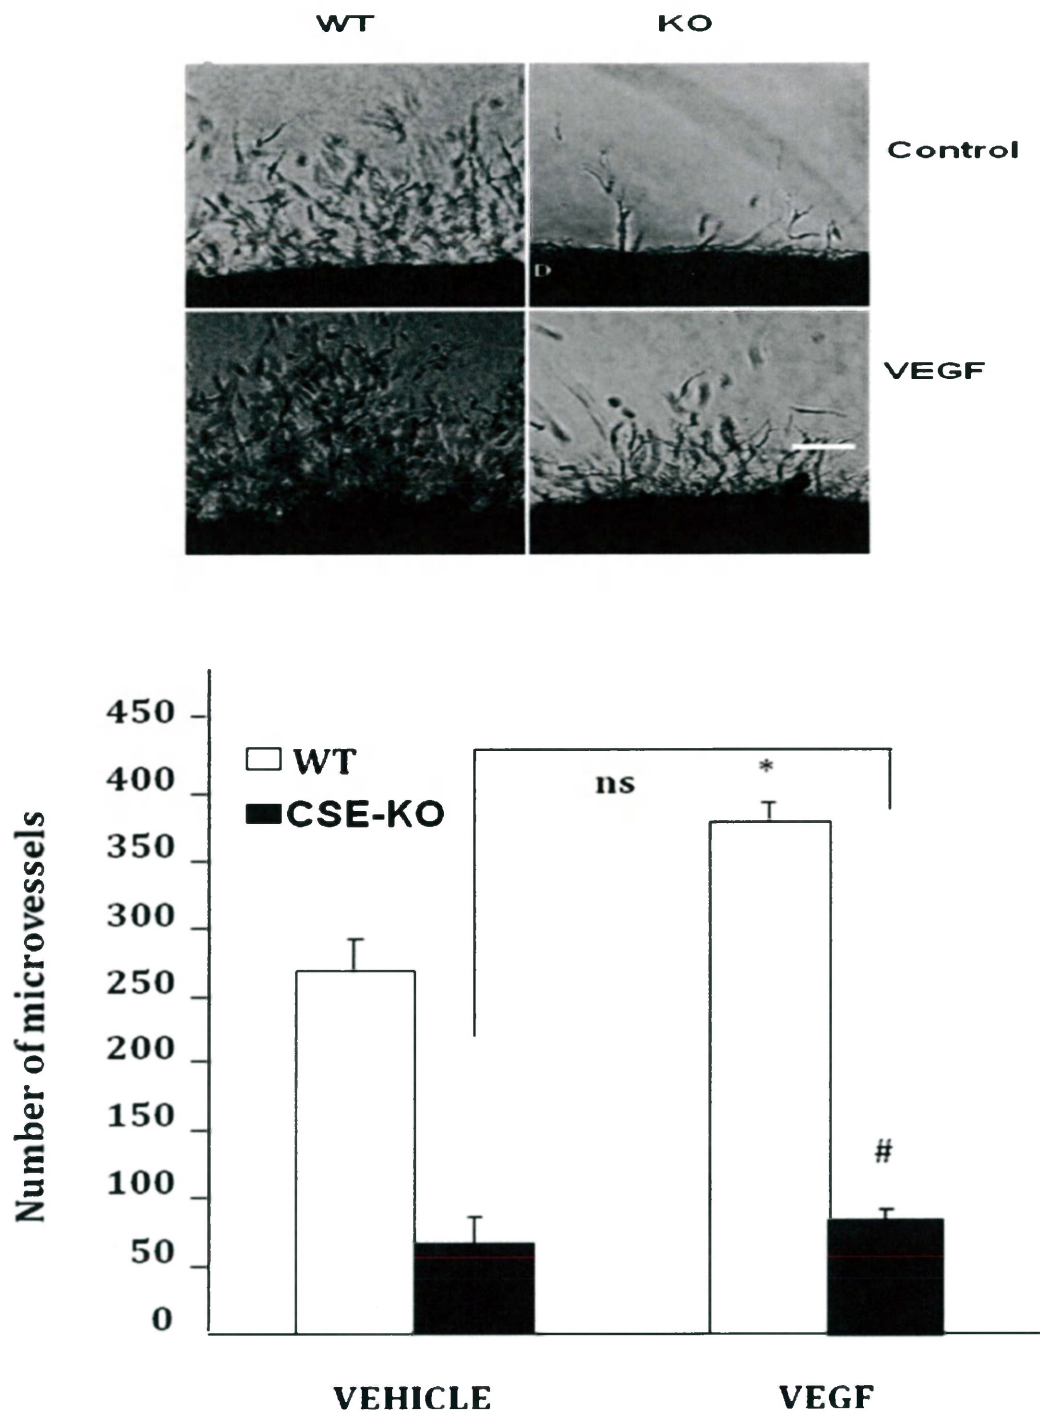 WT KO
Control
D
VEGF
450
400
350
300
250
200
150
100
50
0
Number of microvessels
WT
CSE-KO
ns
*
#
VEHICLE VEGF